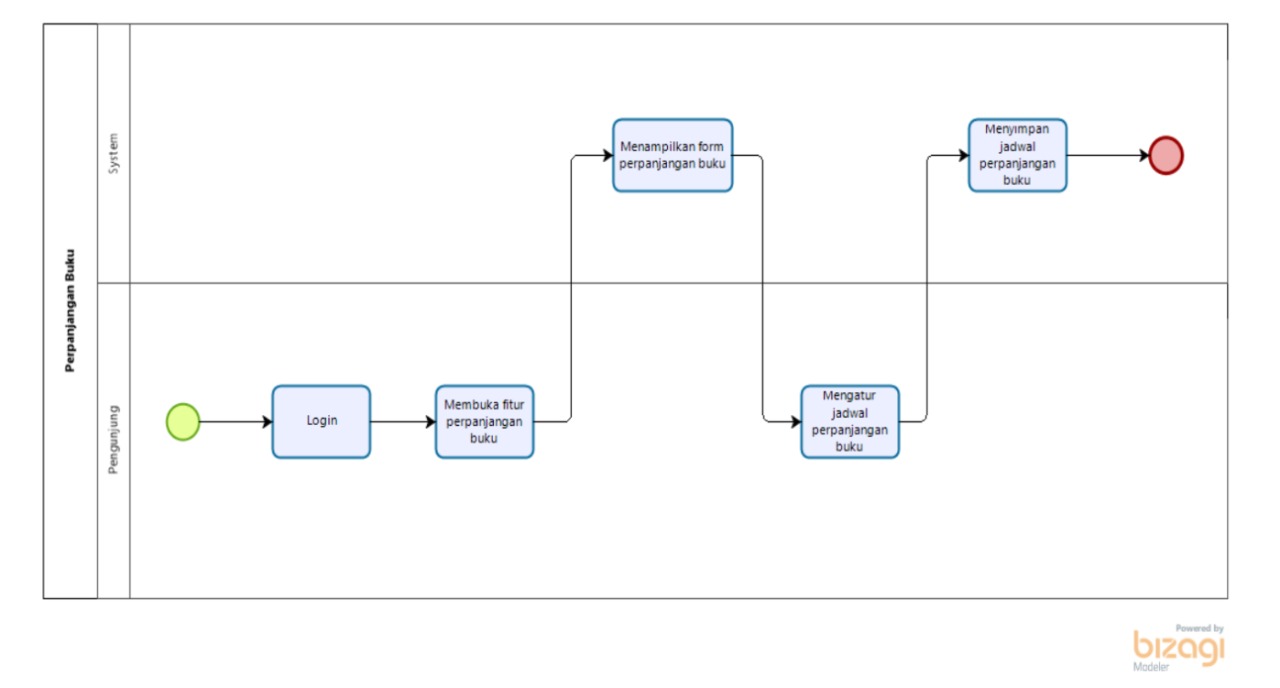 Perpanjangan Buku
System
Menampilkan form
perpanjangan buku
Menyimpan
jadwal
perpanjangan
buku
Pengunjung
Login
Membuka fitur
perpanjangan
buku
Mengatur
jadwal
perpanjangan
buku
Powered by
bizagi
Modeler